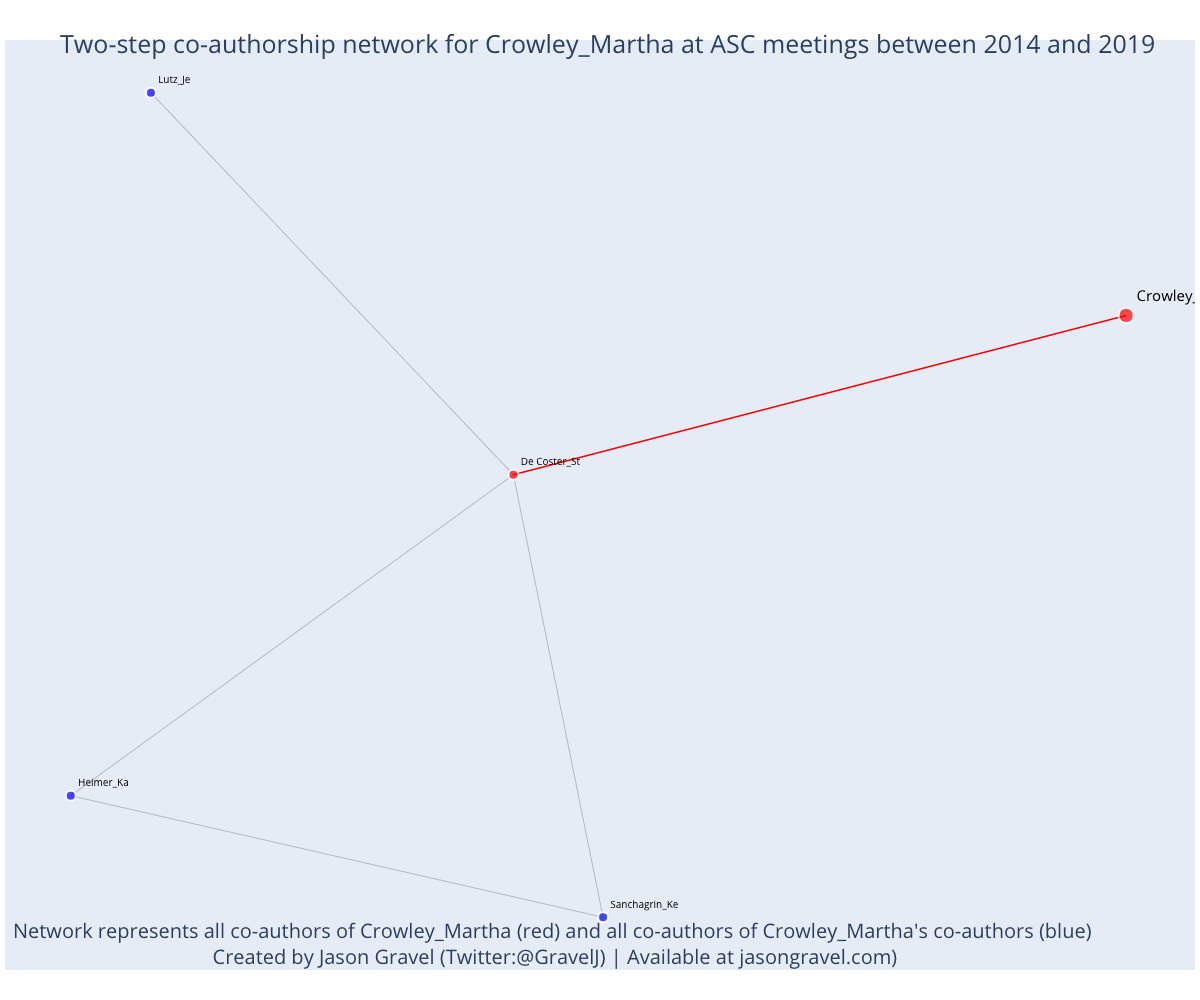 Two-step co-authorship network for Crowley_Martha at ASC meetings between 2014 and 2019
Lutz_Je
Crowley_
De Coster_St
Heimer_Ka
Sanchagrin_Ke
Network represents all co-authors of Crowley_Martha (red) and all co-authors of Crowley_Martha's co-authors (blue)
Created by Jason Gravel (Twitter:@GravelJ) | Available at jasongravel.com)